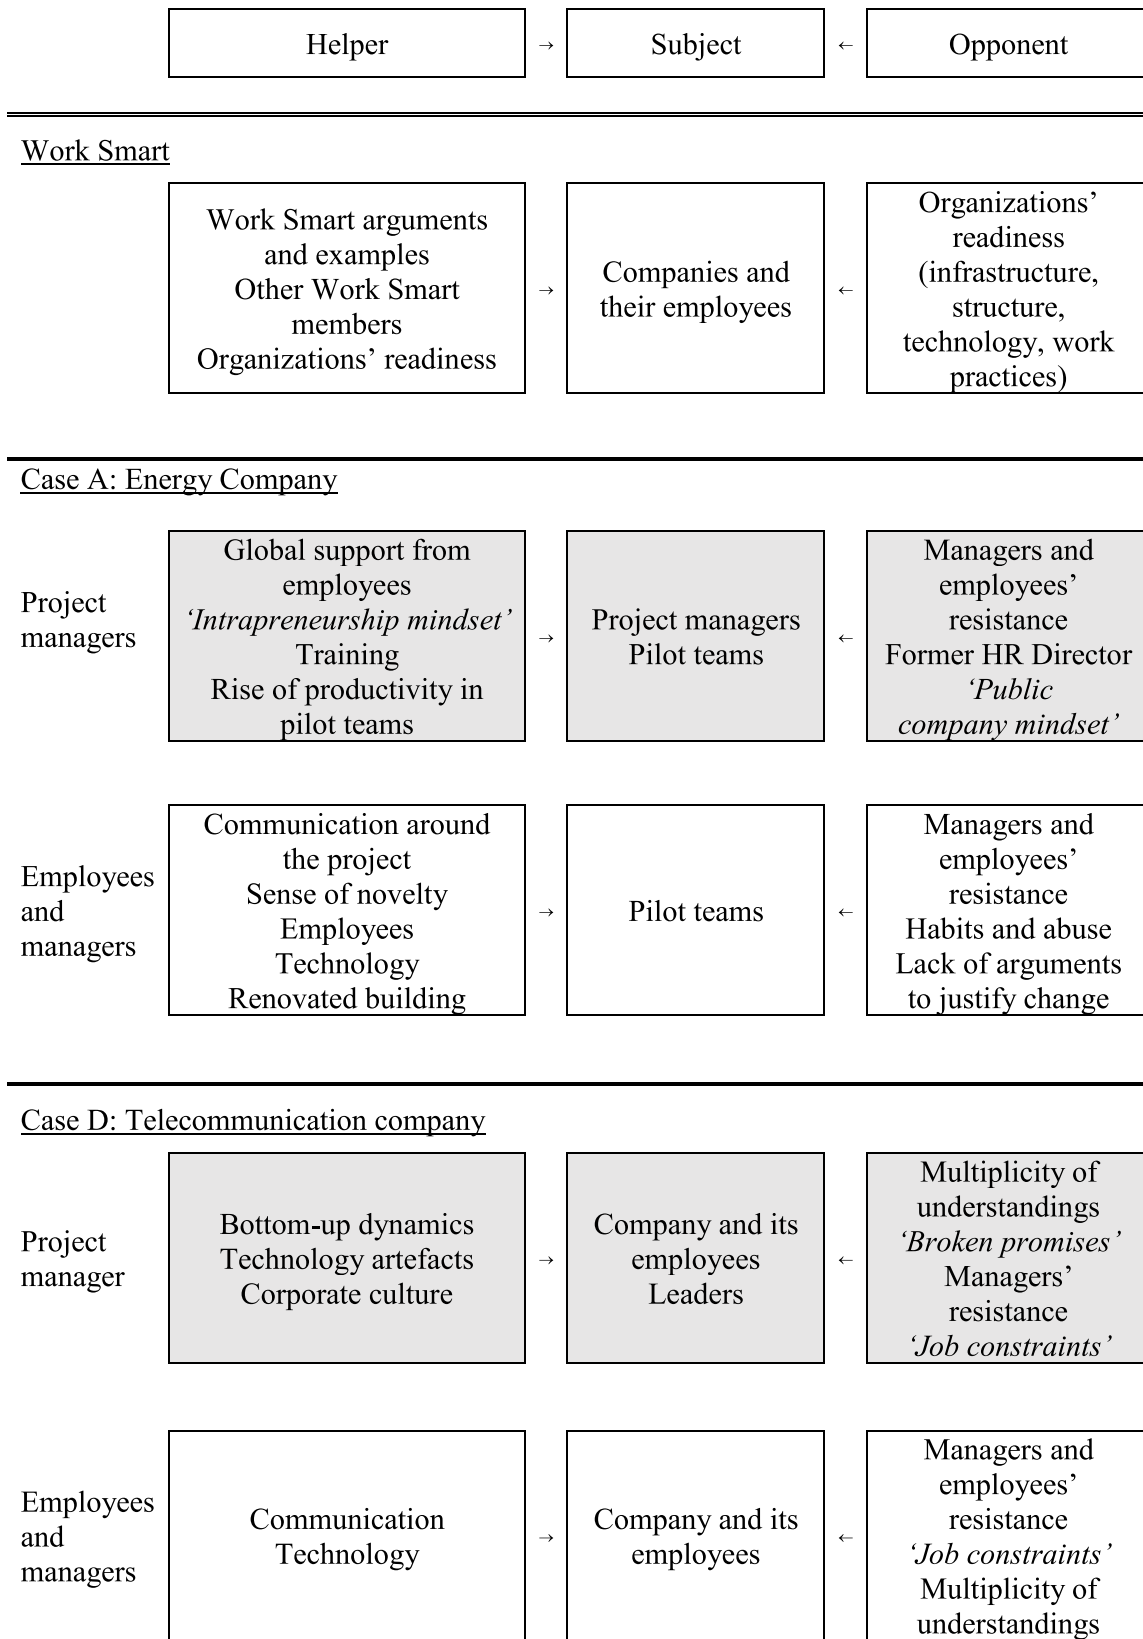 Helper → Subject ← Opponent
Work Smart
Work Smart arguments
and examples
Other Work Smart
members
Organizations’ readiness
→
Companies and
their employees
←
Organizations’
readiness
(infrastructure,
structure,
technology, work
practices)
Case A: Energy Company
Project
managers
Global support from
employees
‘Intrapreneurship mindset’
Training
Rise of productivity in
pilot teams
→
Project managers
Pilot teams
←
Managers and
employees’
resistance
Former HR Director
‘Public
company mindset’
Employees
and
managers
Communication around
the project
Sense of novelty
Employees
Technology
Renovated building
→
Pilot teams
←
Managers and
employees’
resistance
Habits and abuse
Lack of arguments
to justify change
Case D: Telecommunication company
Project
manager
Bottom-up dynamics
Technology artefacts
Corporate culture
→
Company and its
employees
Leaders
←
Multiplicity of
understandings
‘Broken promises’
Managers’
resistance
‘Job constraints’
Employees
and
managers
Communication
Technology
→
Company and its
employees
←
Managers and
employees’
resistance
‘Job constraints’
Multiplicity of
understandings